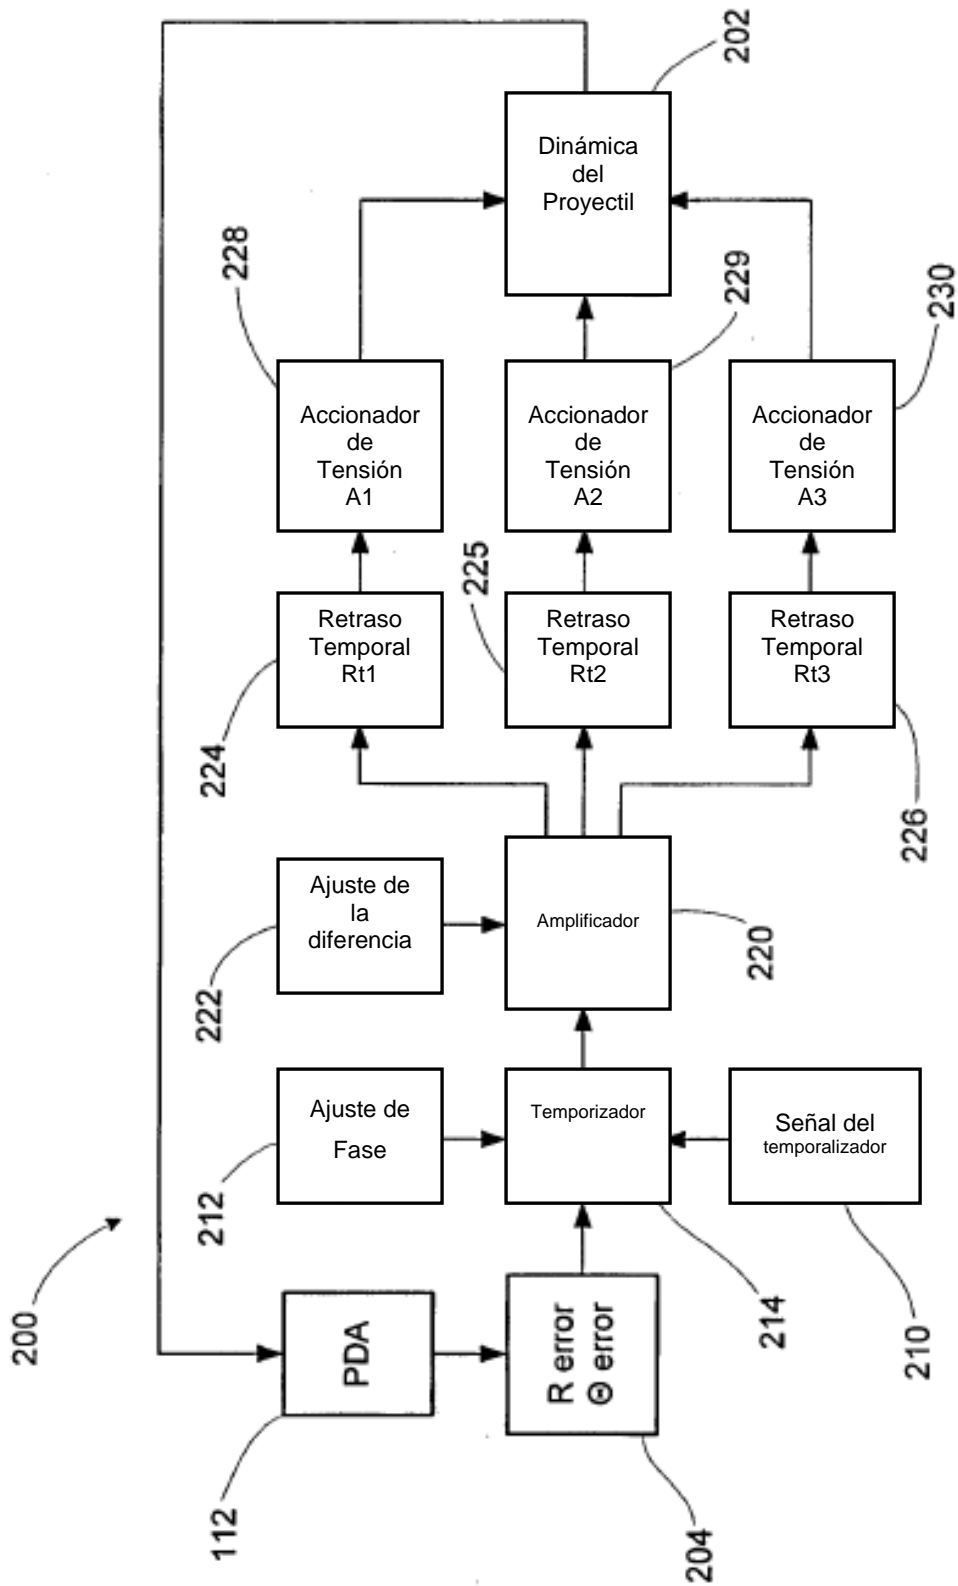 202
Dinámica
del
Proyectil
228
229
230
Accionador
de
Tensión
A1
Accionador
de
Tensión
A2
Accionador
de
Tensión
A3
225
Retraso
Temporal
Rt1
Retraso
Temporal
Rt2
Retraso
Temporal
Rt3
224
226
Ajuste de
la
diferencia
Amplificador
222
220
Ajuste de
Fase
Temporizador
Señal del
temporalizador
212
200
214
210
PDA
R error
Θ error
112
204